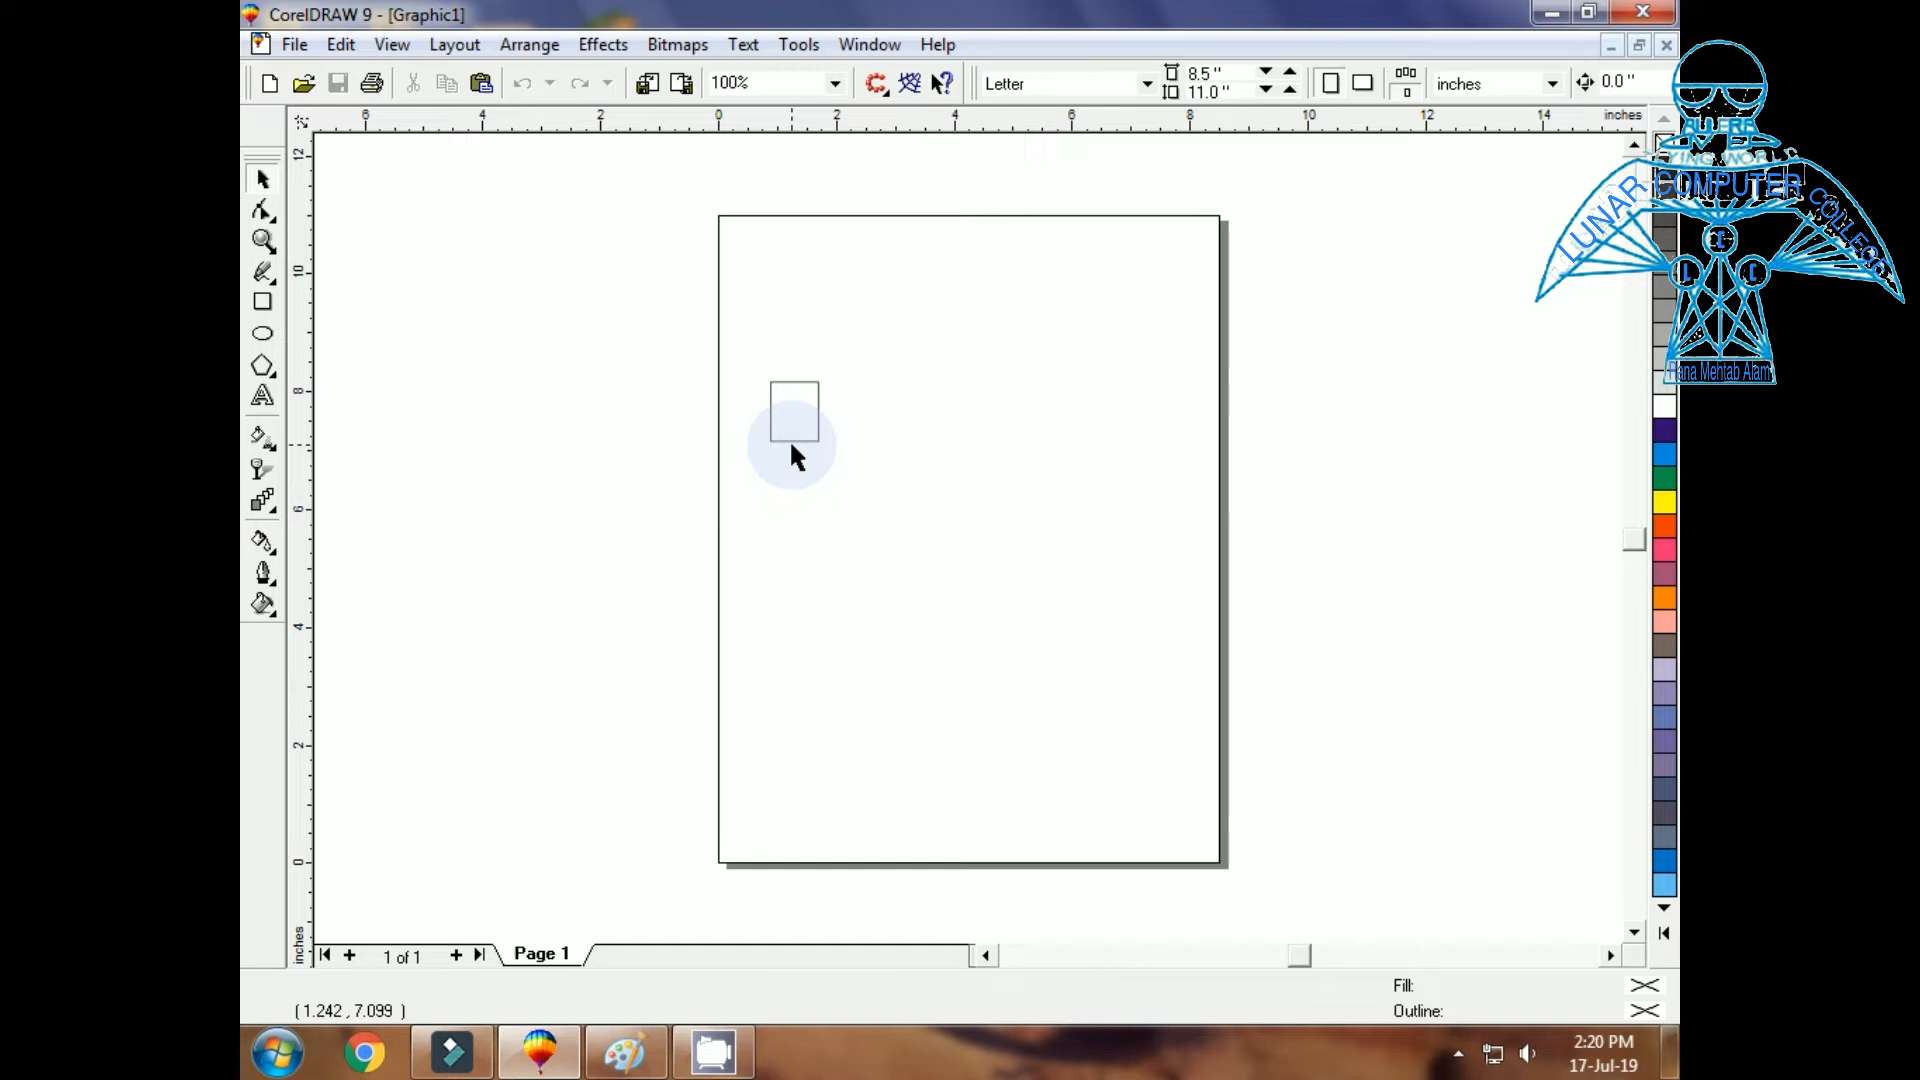 CorelDRAW 9 - [Graphic1]
File Edit View Layout Arrange Effects Bitmaps Text Tools Window Help
100% Letter 8.5 " 11.0 " inches 0.0 "
6 4 2 0 2 4 6 8 10 12 14 inches
12
10
8
6
4
2
0
inches
LUNAR COMPUTER COLLEGE
Rana Mehtab Alam
1 of 1 Page 1
Fill:
Outline:
( 1.242 , 7.099 )
2:20 PM
17-Jul-19